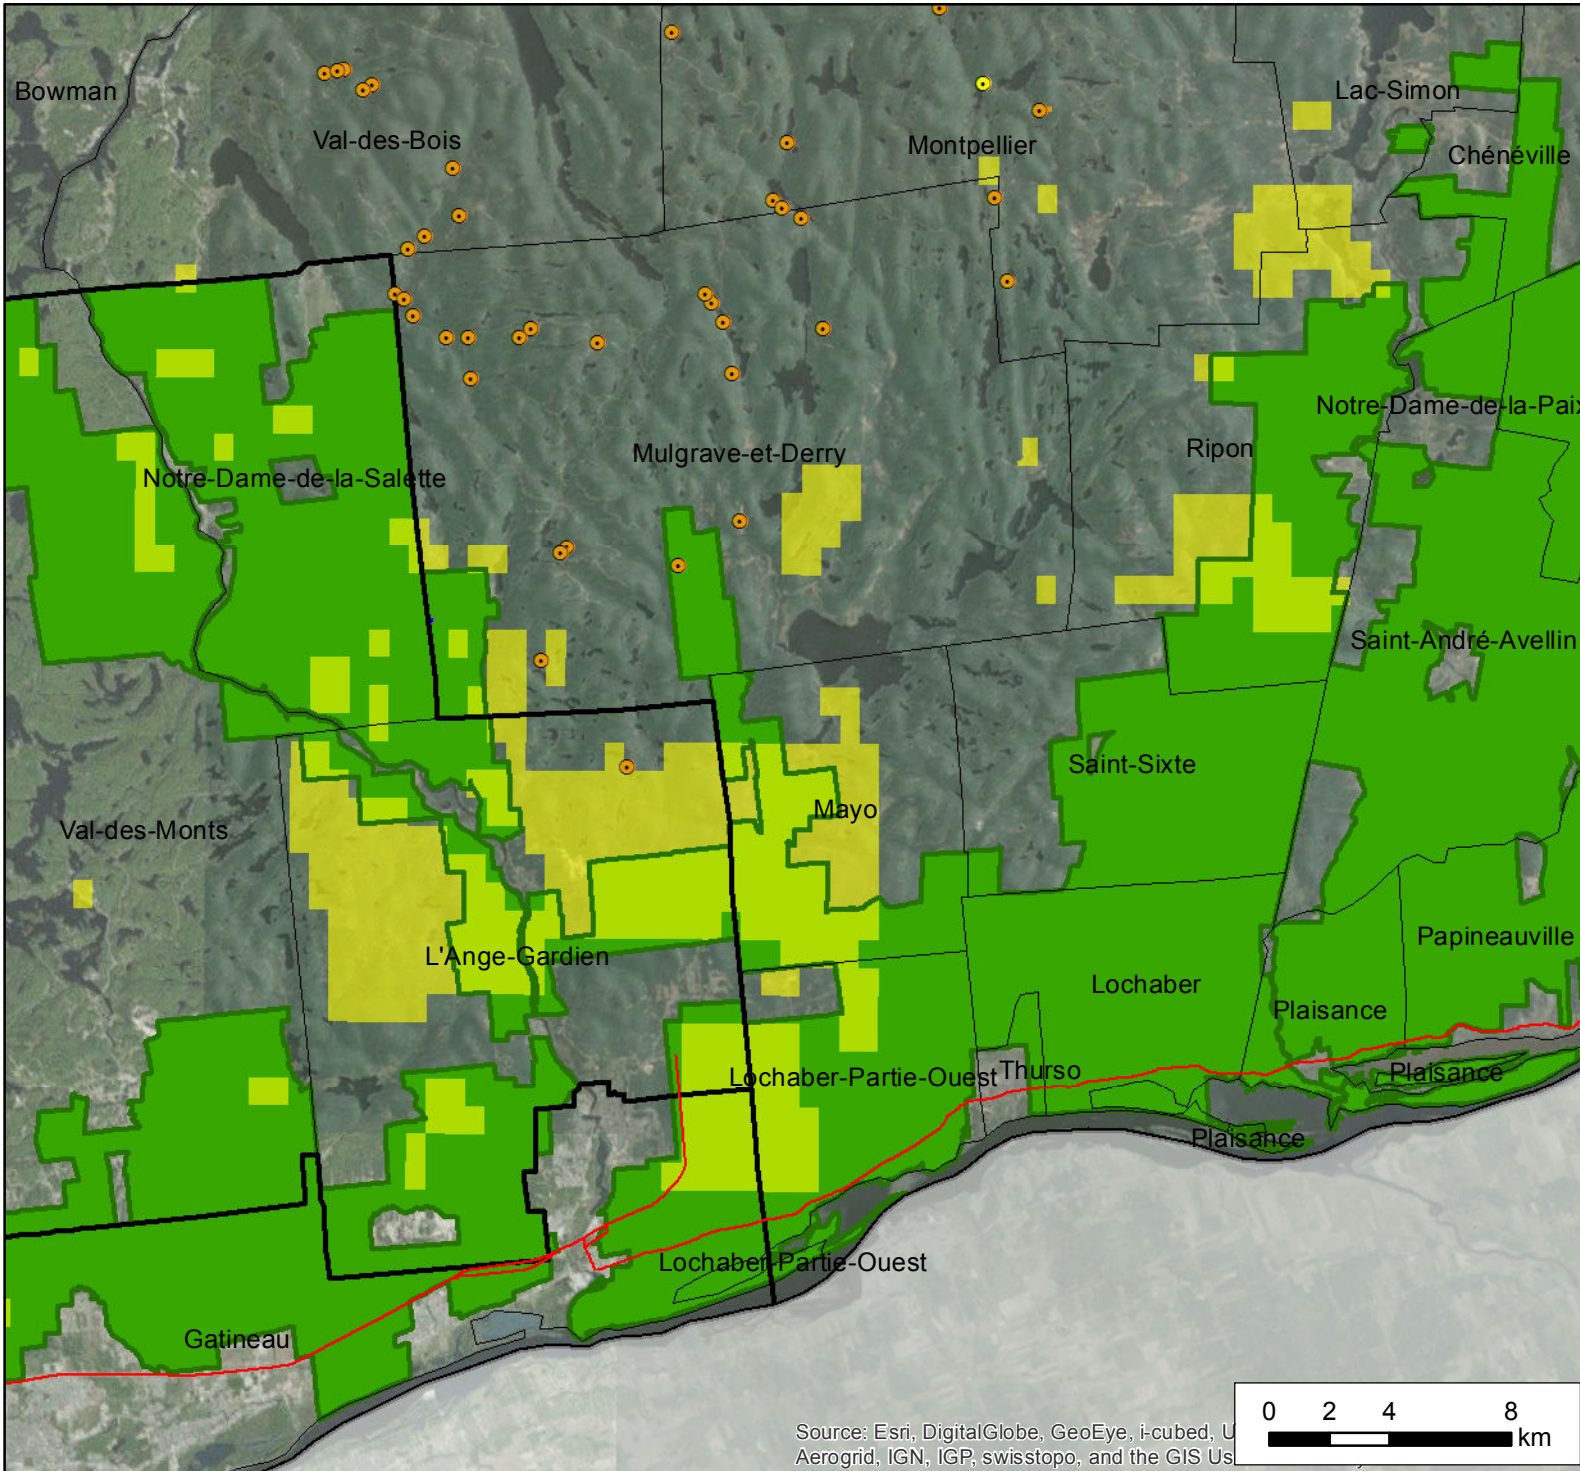 Bowman
Lac-Simon
Val-des-Bois
Montpellier
Chénéville
Notre-Dame-de-la-Paix
Mulgrave-et-Derry
Ripon
Notre-Dame-de-la-Salette
Saint-André-Avellin
Saint-Sixte
Mayo
Val-des-Monts
L'Ange-Gardien
Papineauville
Lochaber
Plaisance
Lochaber-Partie-Ouest
Thurso
Plaisance
Plaisance
Lochaber-Partie-Ouest
Gatineau
0 2 4 8
km
Source: Esri, DigitalGlobe, GeoEye, i-cubed, U
Aerogrid, IGN, IGP, swisstopo, and the GIS Us